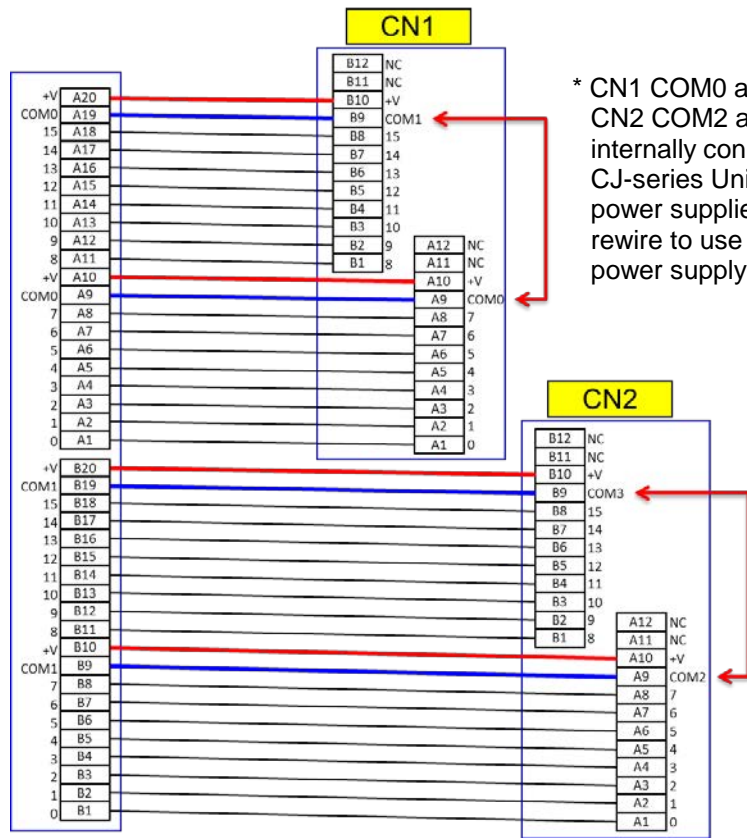 CN1
+V A20
COM0 A19
15 A18
14 A17
13 A16
12 A15
11 A14
10 A13
9 A12
8 A11
+V A10
COM0 A9
7 A8
6 A7
5 A6
4 A5
3 A4
2 A3
1 A2
0 A1
+V B20
COM1 B19
15 B18
14 B17
13 B16
12 B15
11 B14
10 B13
9 B12
8 B11
+V B10
COM1 B9
7 B8
6 B7
5 B6
4 B5
3 B4
2 B3
1 B2
0 B1
B12 NC
B11 NC
B10 +V
B9 COM1
B8 15
B7 14
B6 13
B5 12
B4 11
B3 10
B2 9
B1 8
A12 NC
A11 NC
A10 +V
A9 COM0
A8 7
A7 6
A6 5
A5 4
A4 3
A3 2
A2 1
A1 0
* CN1 COM0 a
CN2 COM2 a
internally con
CJ-series Uni
power supplie
rewire to use
power supply
CN2
B12 NC
B11 NC
B10 +V
B9 COM3
B8 15
B7 14
B6 13
B5 12
B4 11
B3 10
B2 9
B1 8
A12 NC
A11 NC
A10 +V
A9 COM2
A8 7
A7 6
A6 5
A5 4
A4 3
A3 2
A2 1
A1 0